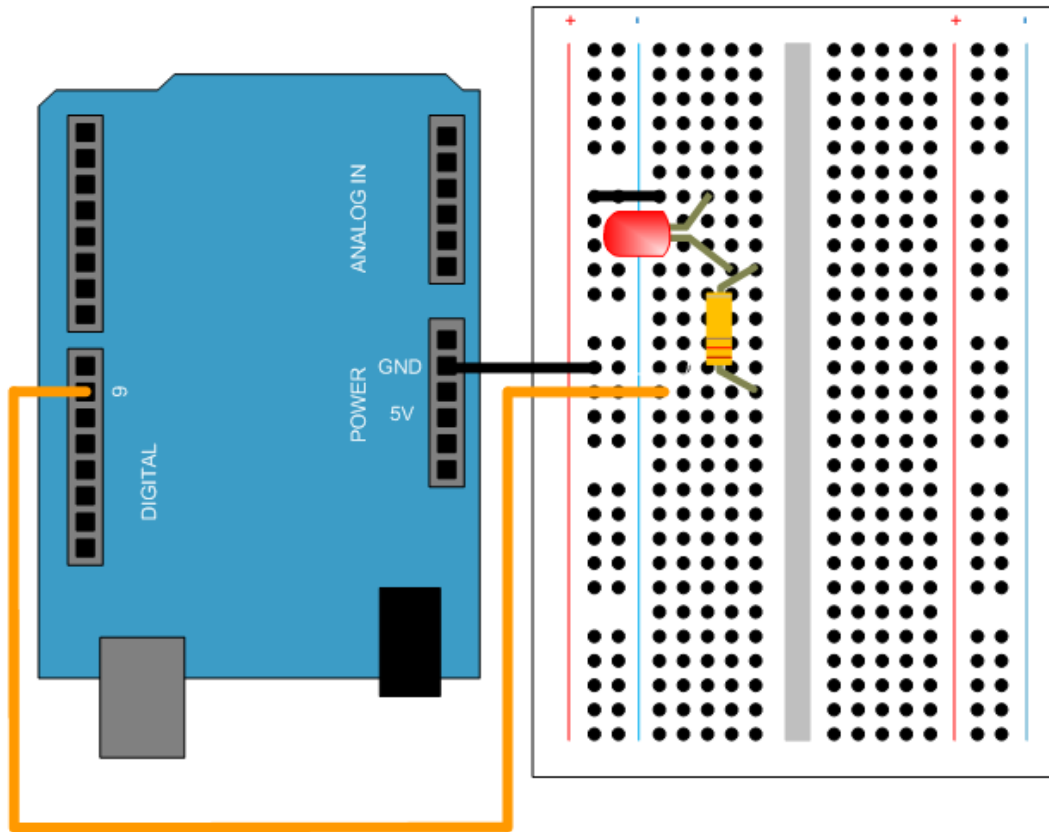 + - + -
ANALOG IN
GND
POWER
5V
9
DIGITAL